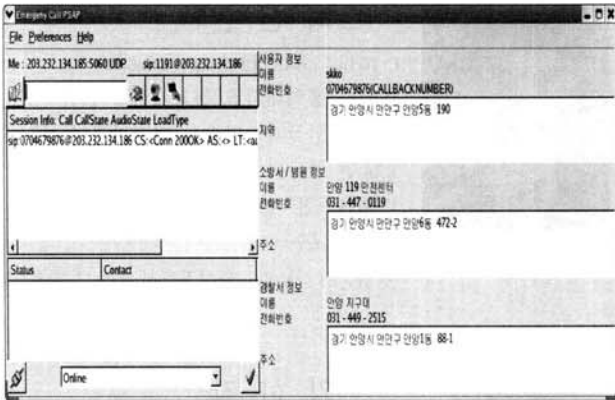 Emergency Call PSAP
File Preferences Help
Me : 203.232.134.185:5060 UDP sip:1191@203.232.134.186
Session Info: Call CallState AudioState LoadType
sip:0704679876@203.232.134.186 CS:<Conn 200OK> AS:<> LT:<au
Status Contact
Online
사용자 정보
이름 skko
전화번호 0704679876(CALLBACKNUMBER)
지역 경기 안양시 만안구 안양5동 190
소방서 / 병원 정보
이름 안양 119 안전센터
전화번호 031 - 447 - 0119
주소 경기 안양시 만안구 안양6동 472-2
경찰서 정보
이름 안양 지구대
전화번호 031 - 449 - 2515
주소 경기 안양시 만안구 안양1동 88-1